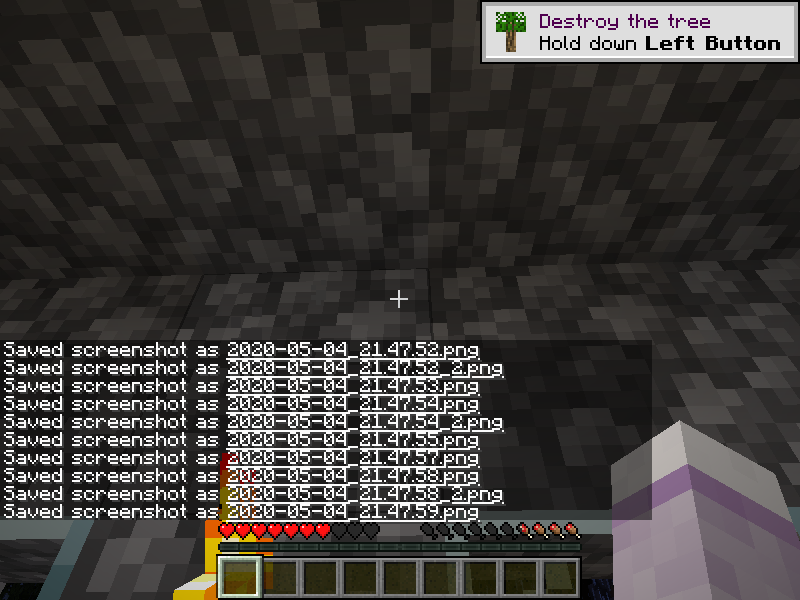 Destroy the tree
Hold down Left Button
Saved screenshot as 2020-05-04_21.47.52.png
Saved screenshot as 2020-05-04_21.47.52_2.png
Saved screenshot as 2020-05-04_21.47.53.png
Saved screenshot as 2020-05-04_21.47.54.png
Saved screenshot as 2020-05-04_21.47.54_2.png
Saved screenshot as 2020-05-04_21.47.55.png
Saved screenshot as 2020-05-04_21.47.57.png
Saved screenshot as 2020-05-04_21.47.58.png
Saved screenshot as 2020-05-04_21.47.58_2.png
Saved screenshot as 2020-05-04_21.47.59.png